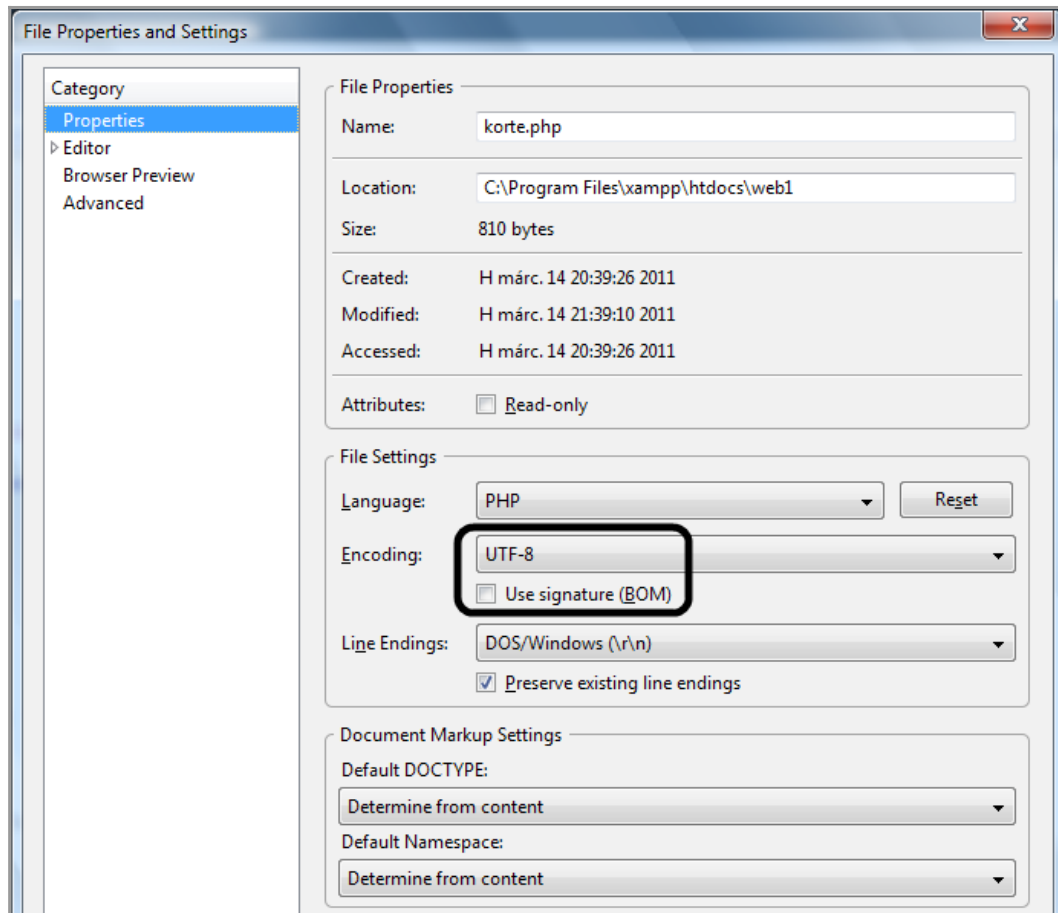 File Properties and Settings
Category
Properties
Editor
Browser Preview
Advanced
File Properties
Name: korte.php
Location: C:\Program Files\xampp\htdocs\web1
Size: 810 bytes
Created: H márc. 14 20:39:26 2011
Modified: H márc. 14 21:39:10 2011
Accessed: H márc. 14 20:39:26 2011
Attributes: Read-only
File Settings
Language: PHP Reset
Encoding: UTF-8
Use signature (BOM)
Line Endings: DOS/Windows (\r\n)
Preserve existing line endings
Document Markup Settings
Default DOCTYPE:
Determine from content
Default Namespace:
Determine from content